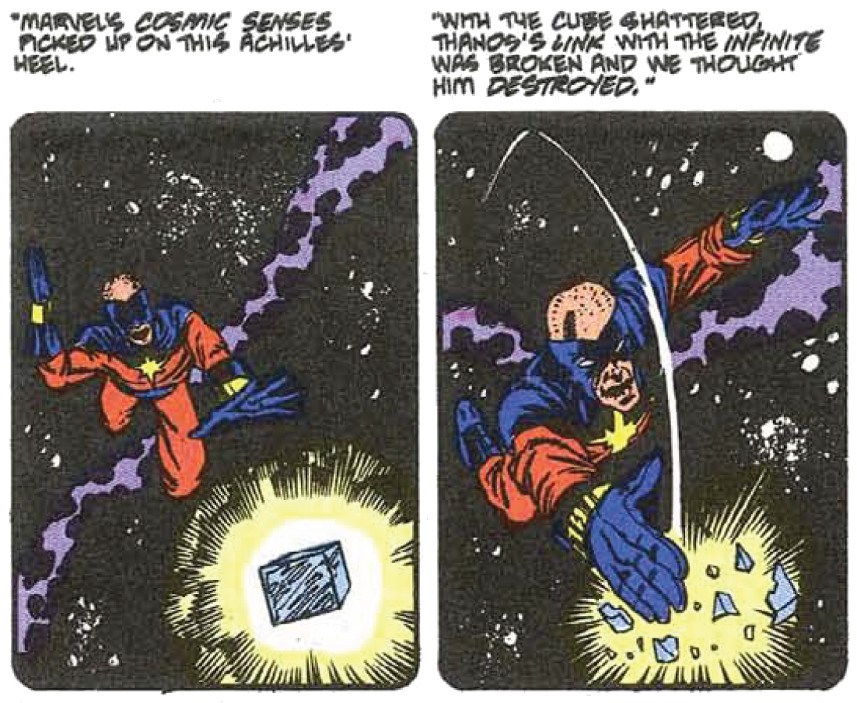 "MARVEL'S COSMIC SENSES
PICKED UP ON THIS ACHILLES'
HEEL.
"WITH THE CUBE SHATTERED,
THANOS'S LINK WITH THE INFINITE
WAS BROKEN AND WE THOUGHT
HIM DESTROYED."